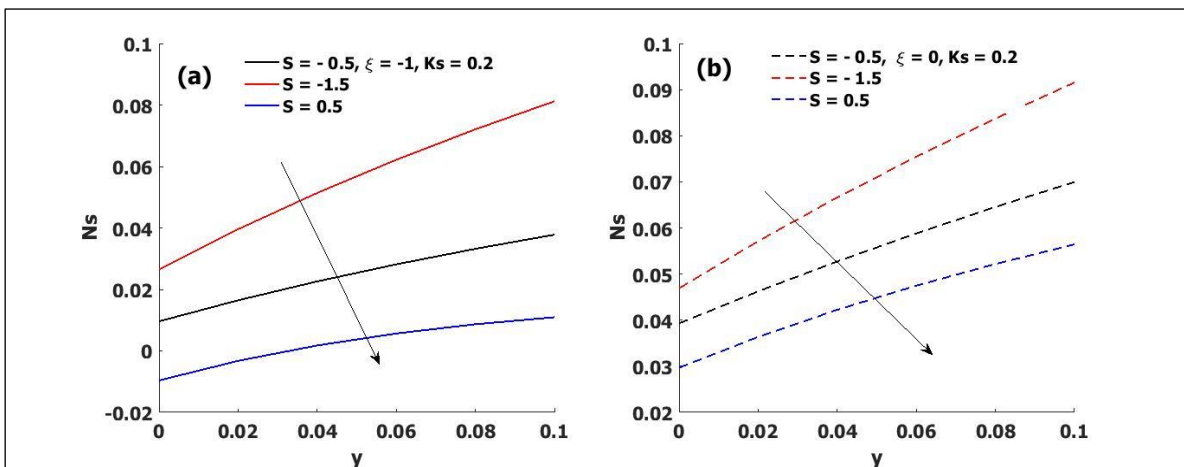 (a)
S = - 0.5, ξ = -1, Ks = 0.2
S = -1.5
S = 0.5
0.1
0.08
0.06
0.04
0.02
0
-0.02
Ns
0
0.02
0.04
0.06
0.08
0.1
y
(b)
S = - 0.5, ξ = 0, Ks = 0.2
S = - 1.5
S = 0.5
0.1
0.09
0.08
0.07
0.06
0.05
0.04
0.03
0.02
Ns
0
0.02
0.04
0.06
0.08
0.1
y